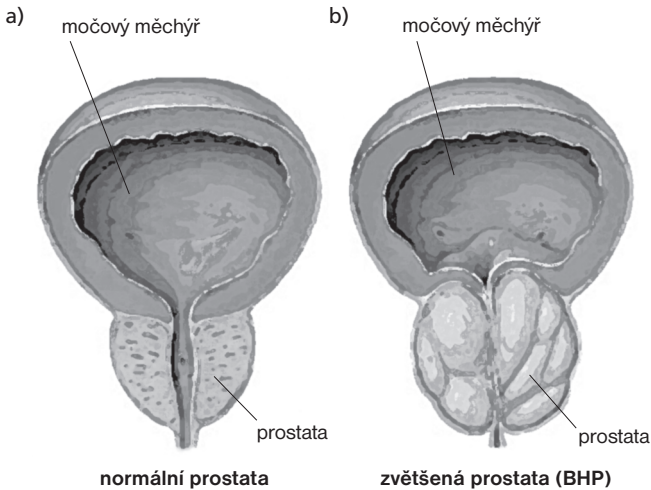 a)
močový měchýř
prostata
normální prostata
b)
močový měchýř
prostata
zvětšená prostata (BHP)